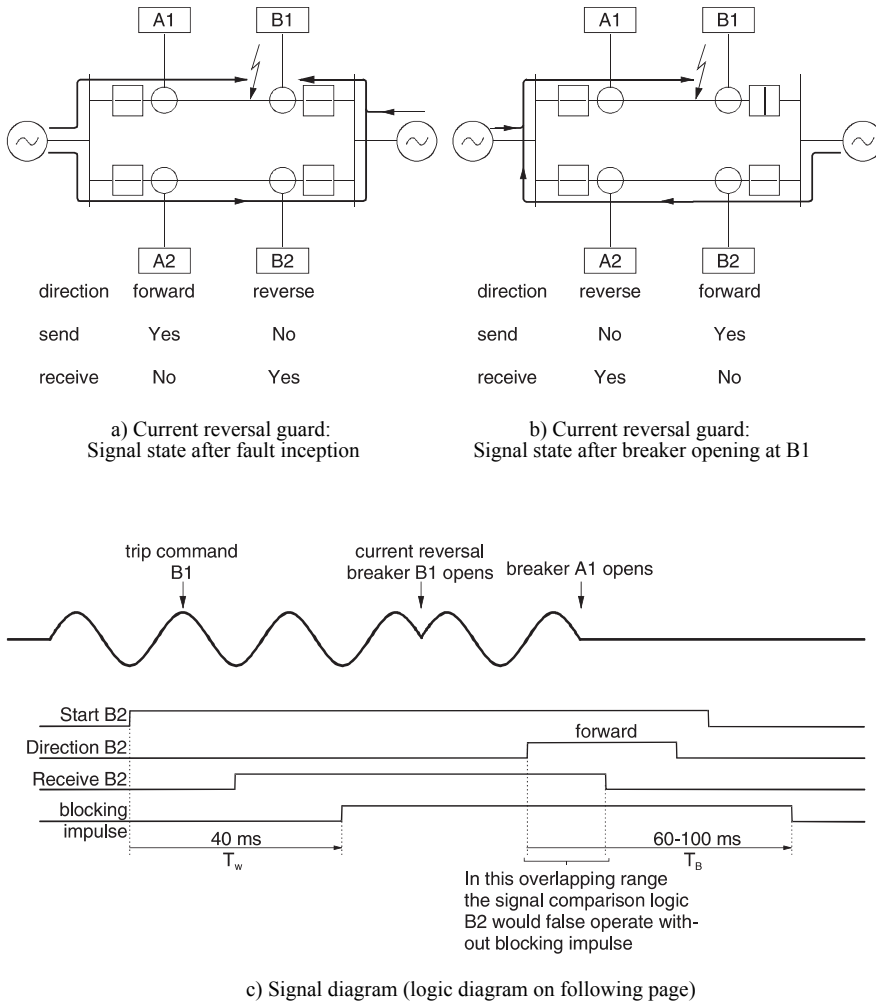 A1 B1
A2 B2
direction forward reverse
send Yes No
receive No Yes
a) Current reversal guard:
Signal state after fault inception
A1 B1
A2 B2
direction reverse forward
send No Yes
receive Yes No
b) Current reversal guard:
Signal state after breaker opening at B1
trip command
B1
current reversal
breaker B1 opens
breaker A1 opens
Start B2
Direction B2
forward
Receive B2
blocking
impulse
40 ms
Tw
60-100 ms
TB
In this overlapping range
the signal comparison logic
B2 would false operate with-
out blocking impulse
c) Signal diagram (logic diagram on following page)